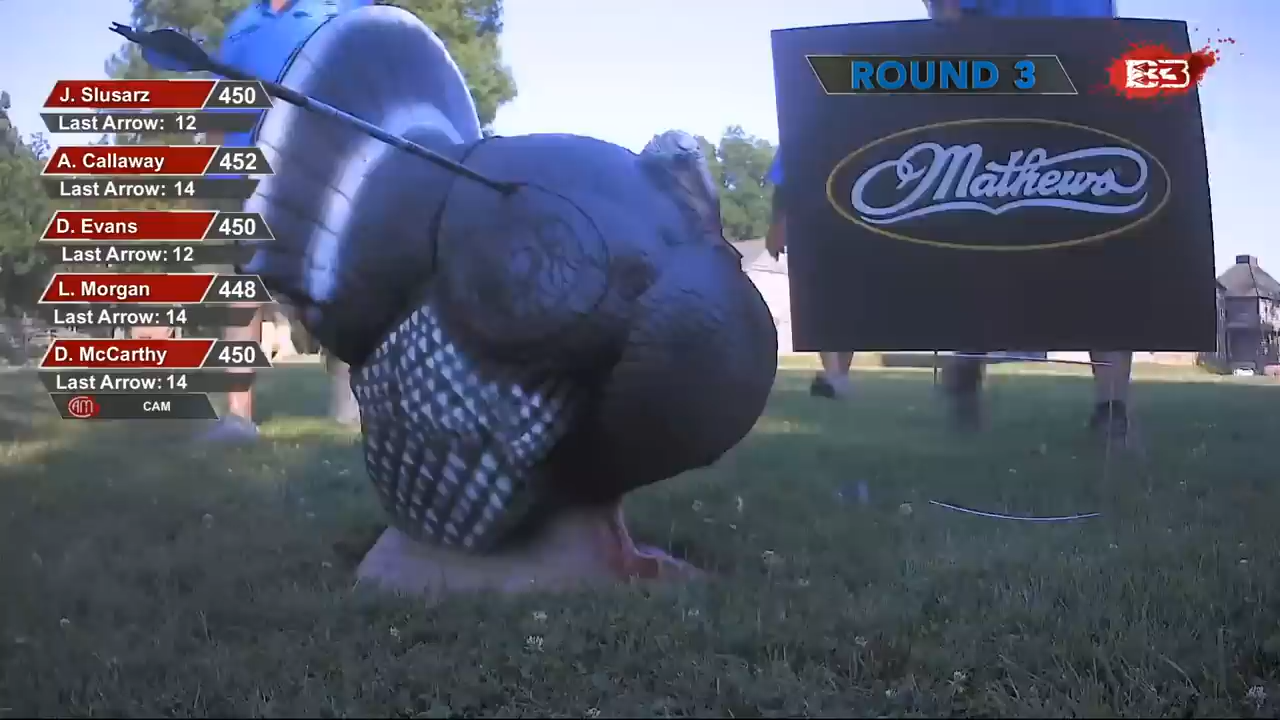 J. Slusarz 450
Last Arrow: 12
A. Callaway 452
Last Arrow: 14
D. Evans 450
Last Arrow: 12
L. Morgan 448
Last Arrow: 14
D. McCarthy 450
Last Arrow: 14
AM CAM
ROUND 3
B3
Mathews